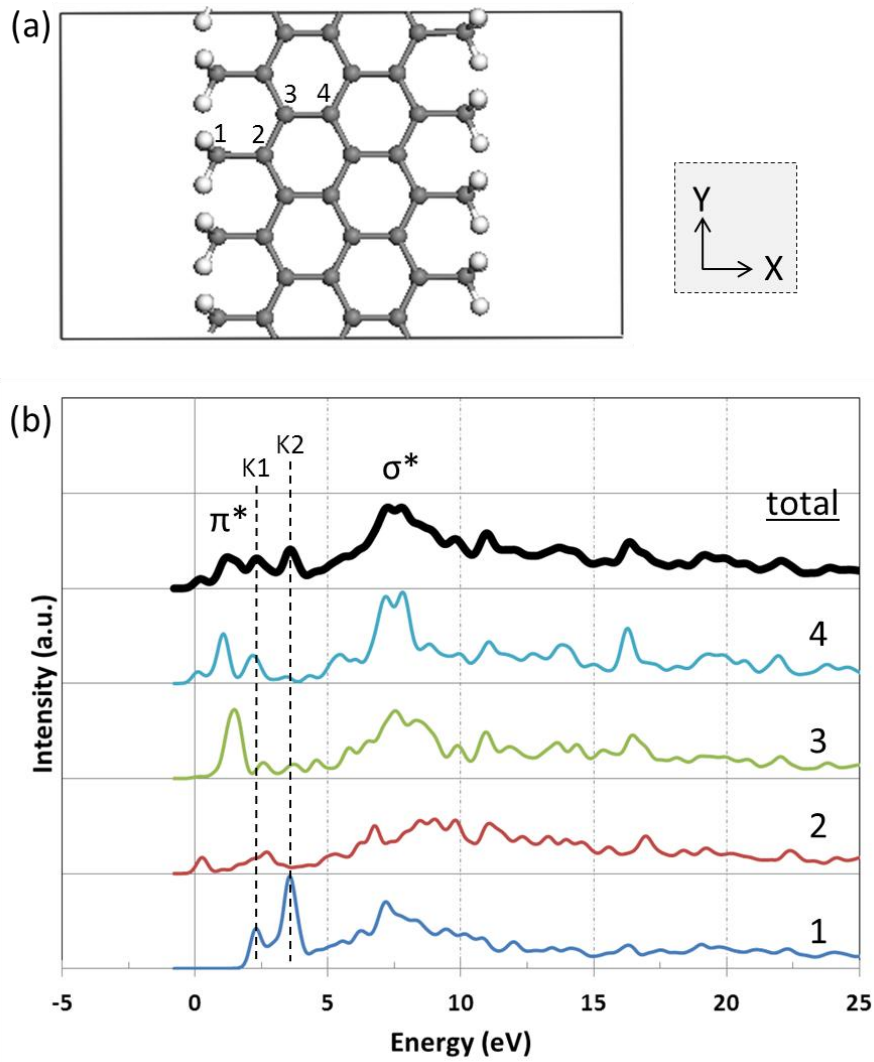 (a)
3 4
1 2
Y
X
(b)
K1
K2
π*
σ*
total
4
3
2
1
Intensity (a.u.)
-5 0 5 10 15 20 25
Energy (eV)